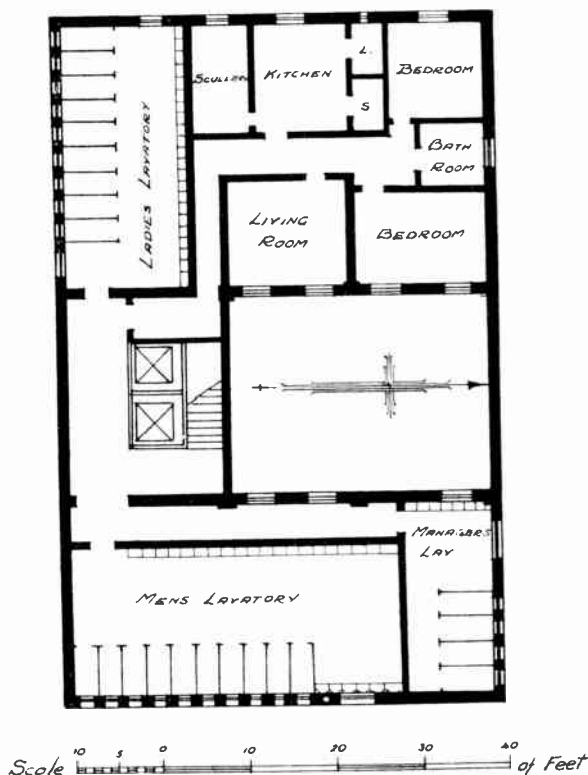 SCULLERY
KITCHEN
L.
S
BEDROOM
BATH
ROOM
LADIES LAVATORY
LIVING
ROOM
BEDROOM
MANAGERS
LAY
MENS LAVATORY
Scale 10 5 0 10 20 30 40 of Feet